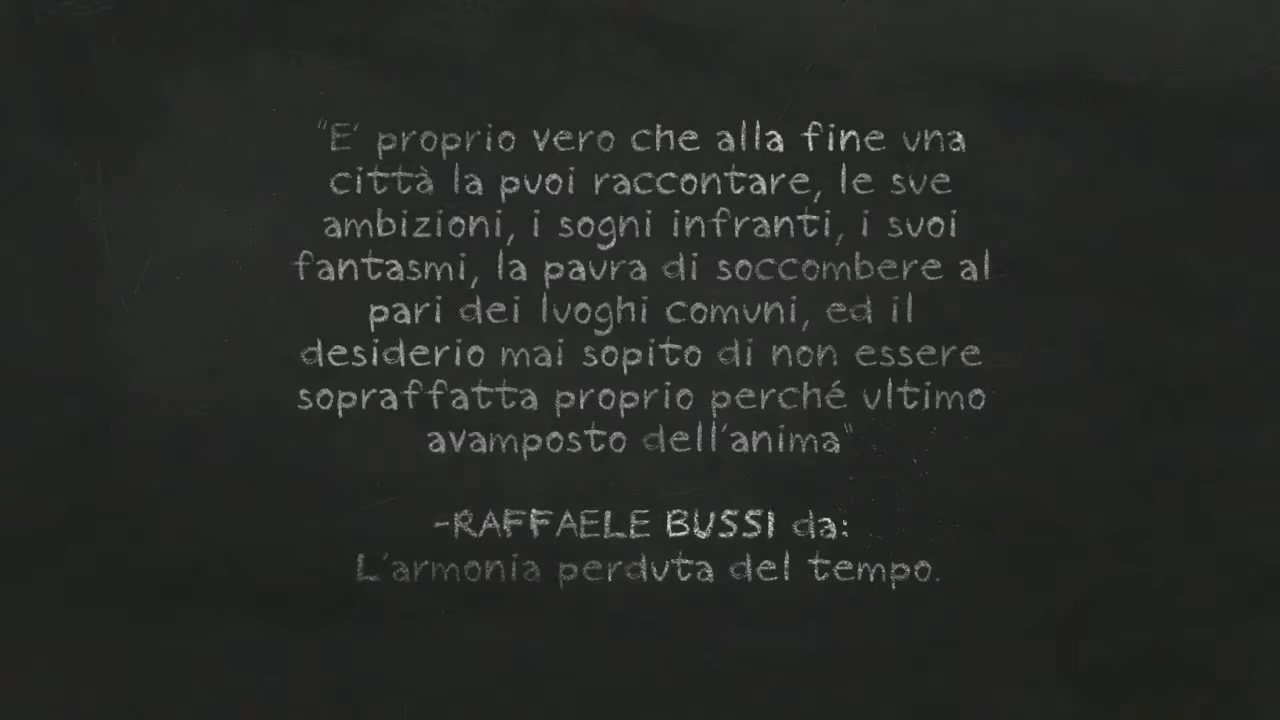 "E' proprio vero che alla fine una
città la puoi raccontare, le sue
ambizioni, i sogni infranti, i suoi
fantasmi, la paura di soccombere al
pari dei luoghi comuni, ed il
desiderio mai sopito di non essere
sopraffatta proprio perché ultimo
avamposto dell'anima"
-RAFFAELE BUSSI da:
L'armonia perduta del tempo.